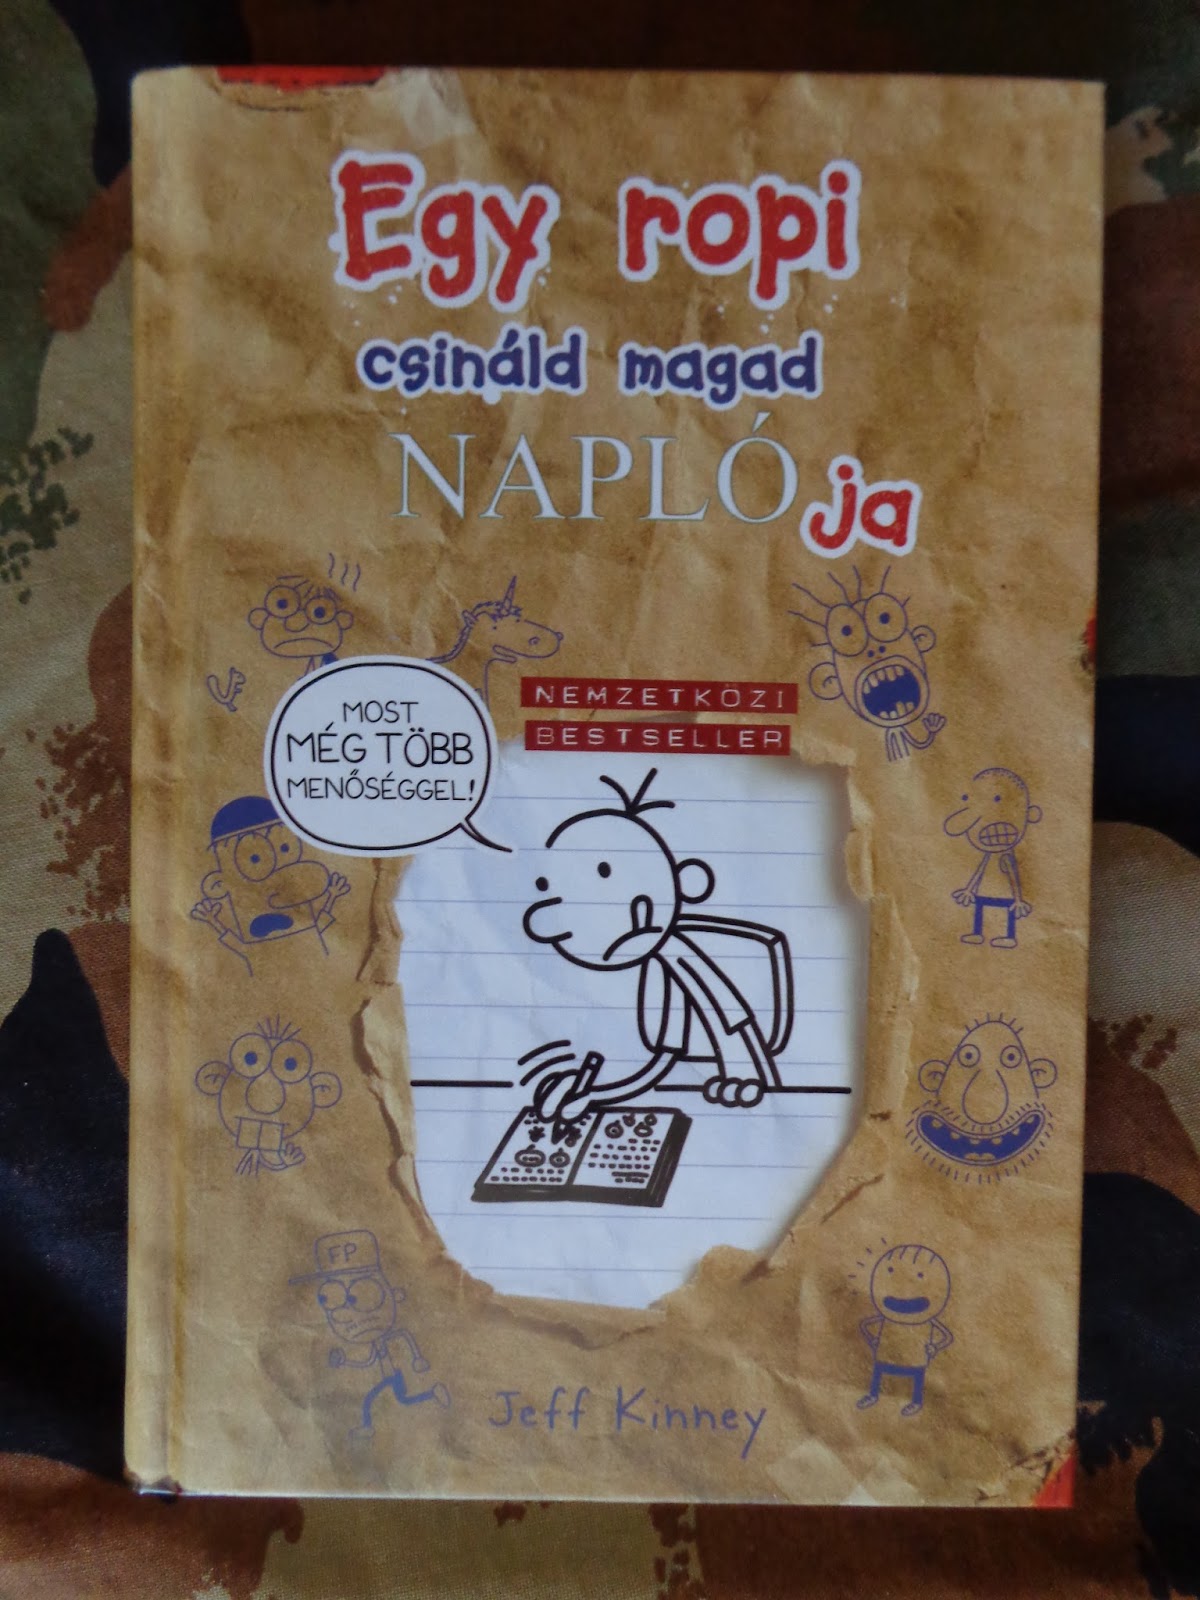 Egy ropi
csináld magad
NAPLÓja
NEMZETKÖZI
BESTSELLER
MOST
MÉG TÖBB
MENŐSÉGGEL!
FP
Jeff Kinney